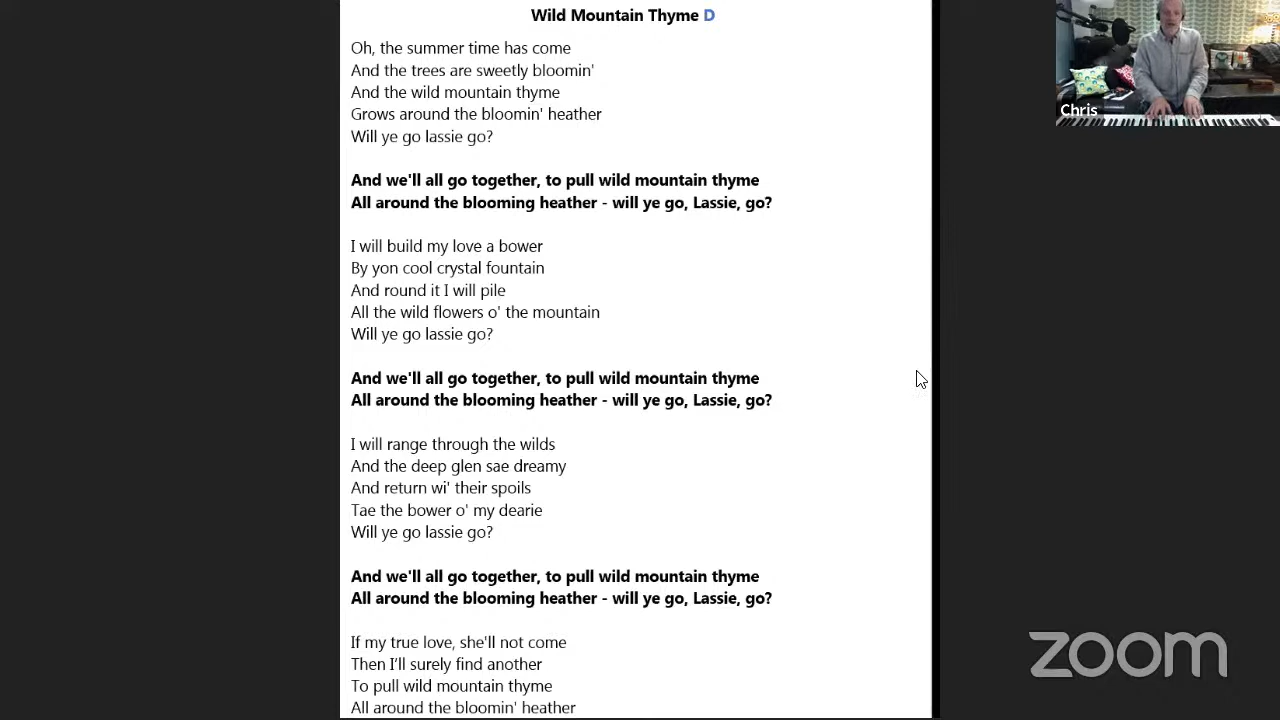 Wild Mountain Thyme D
Oh, the summer time has come
And the trees are sweetly bloomin'
And the wild mountain thyme
Grows around the bloomin' heather
Will ye go lassie go?
And we'll all go together, to pull wild mountain thyme
All around the blooming heather - will ye go, Lassie, go?
I will build my love a bower
By yon cool crystal fountain
And round it I will pile
All the wild flowers o' the mountain
Will ye go lassie go?
And we'll all go together, to pull wild mountain thyme
All around the blooming heather - will ye go, Lassie, go?
I will range through the wilds
And the deep glen sae dreamy
And return wi' their spoils
Tae the bower o' my dearie
Will ye go lassie go?
And we'll all go together, to pull wild mountain thyme
All around the blooming heather - will ye go, Lassie, go?
If my true love, she'll not come
Then I’ll surely find another
To pull wild mountain thyme
All around the bloomin' heather
Chris
zoom